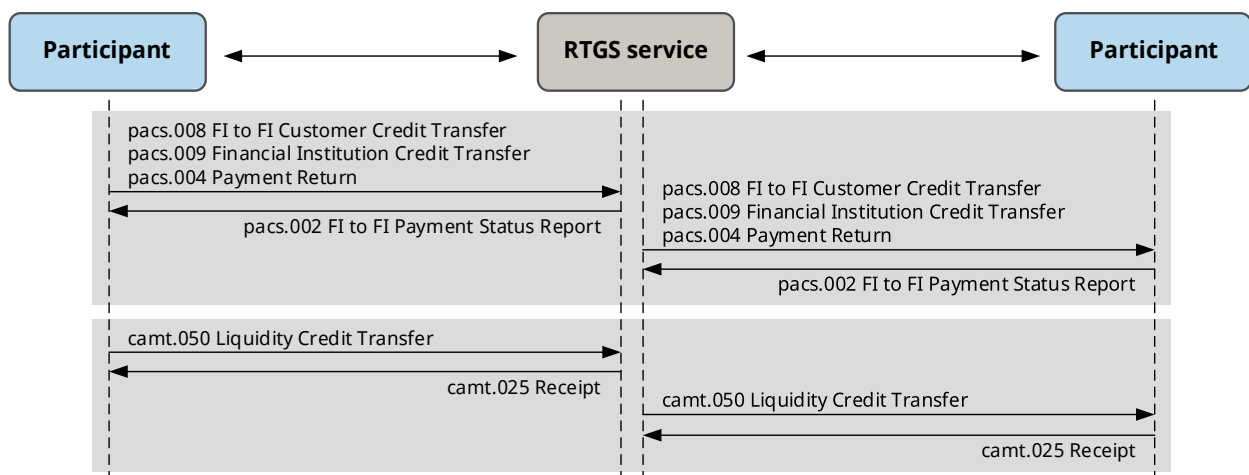 Participant
RTGS service
Participant
pacs.008 FI to FI Customer Credit Transfer
pacs.009 Financial Institution Credit Transfer
pacs.004 Payment Return
pacs.002 FI to FI Payment Status Report
pacs.008 FI to FI Customer Credit Transfer
pacs.009 Financial Institution Credit Transfer
pacs.004 Payment Return
pacs.002 FI to FI Payment Status Report
camt.050 Liquidity Credit Transfer
camt.025 Receipt
camt.050 Liquidity Credit Transfer
camt.025 Receipt